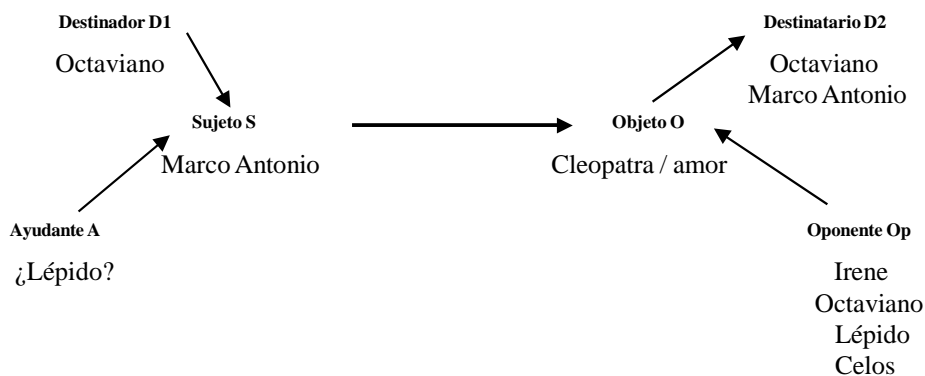 Destinador D1
Destinatario D2
Octaviano
Octaviano
Marco Antonio
Sujeto S
Objeto O
Marco Antonio
Cleopatra / amor
Ayudante A
Oponente Op
¿Lépido?
Irene
Octaviano
Lépido
Celos